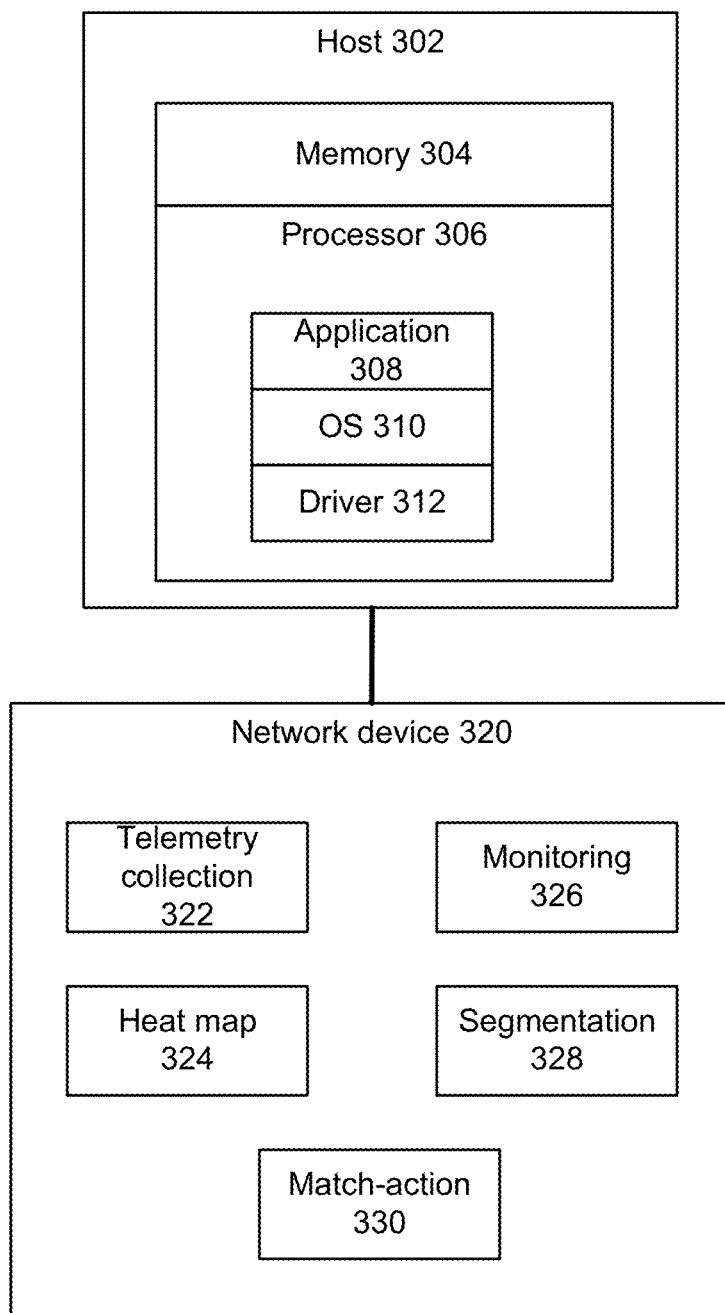 Host 302
Memory 304
Processor 306
Application
308
OS 310
Driver 312
Network device 320
Telemetry
collection
322
Monitoring
326
Heat map
324
Segmentation
328
Match-action
330